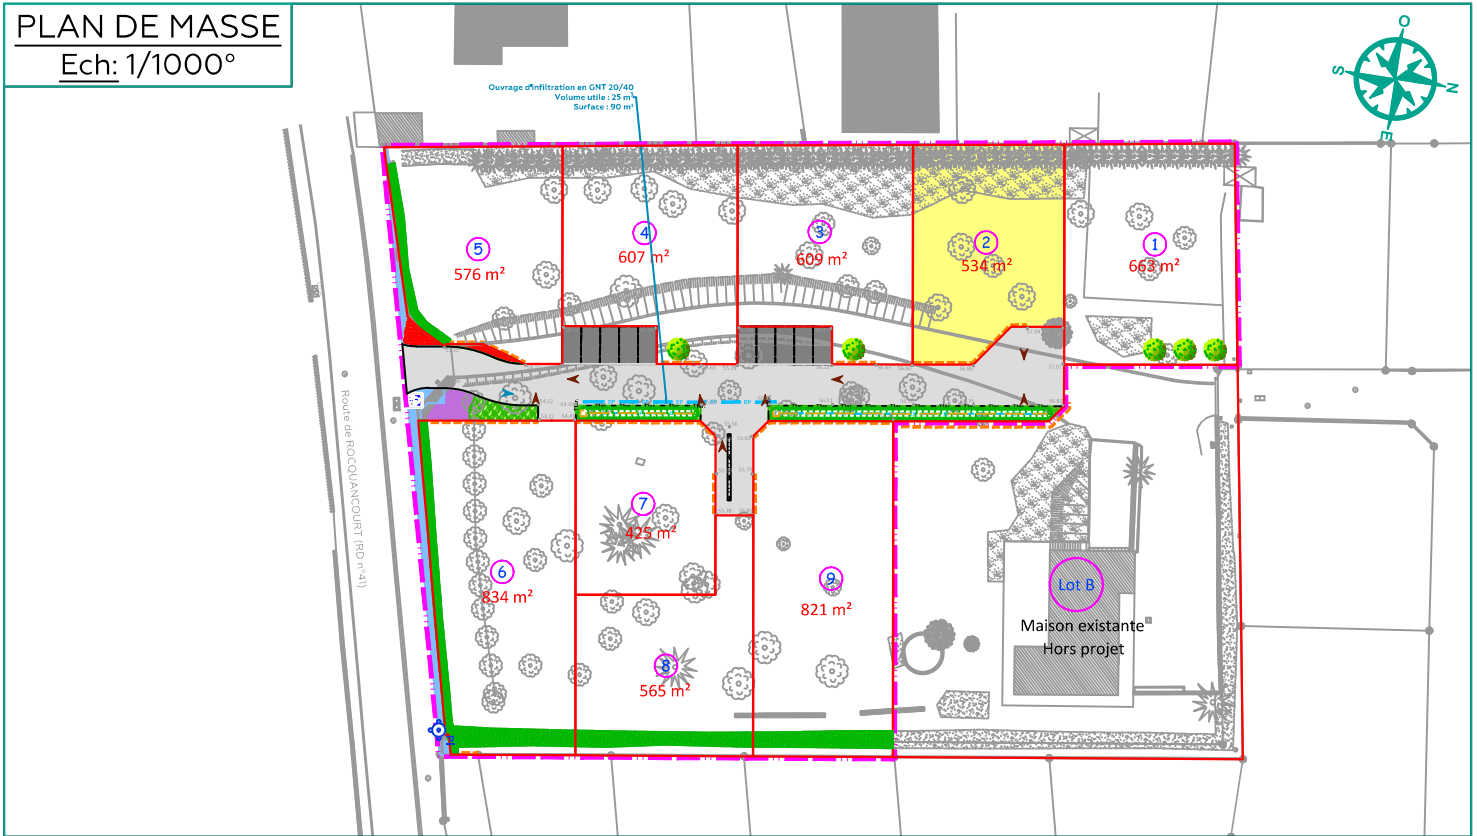 PLAN DE MASSE
Ech: 1/1000°
Ouvrage d'infiltration en GNT 20/40
Volume utile : 25 m³
Surface : 90 m²
O
S
N
E
5
576 m²
4
607 m²
3
609 m²
2
534 m²
1
663 m²
Route de ROCQUANCOURT (RD n°41)
7
425 m²
6
834 m²
9
821 m²
8
565 m²
Lot B
Maison existante
Hors projet